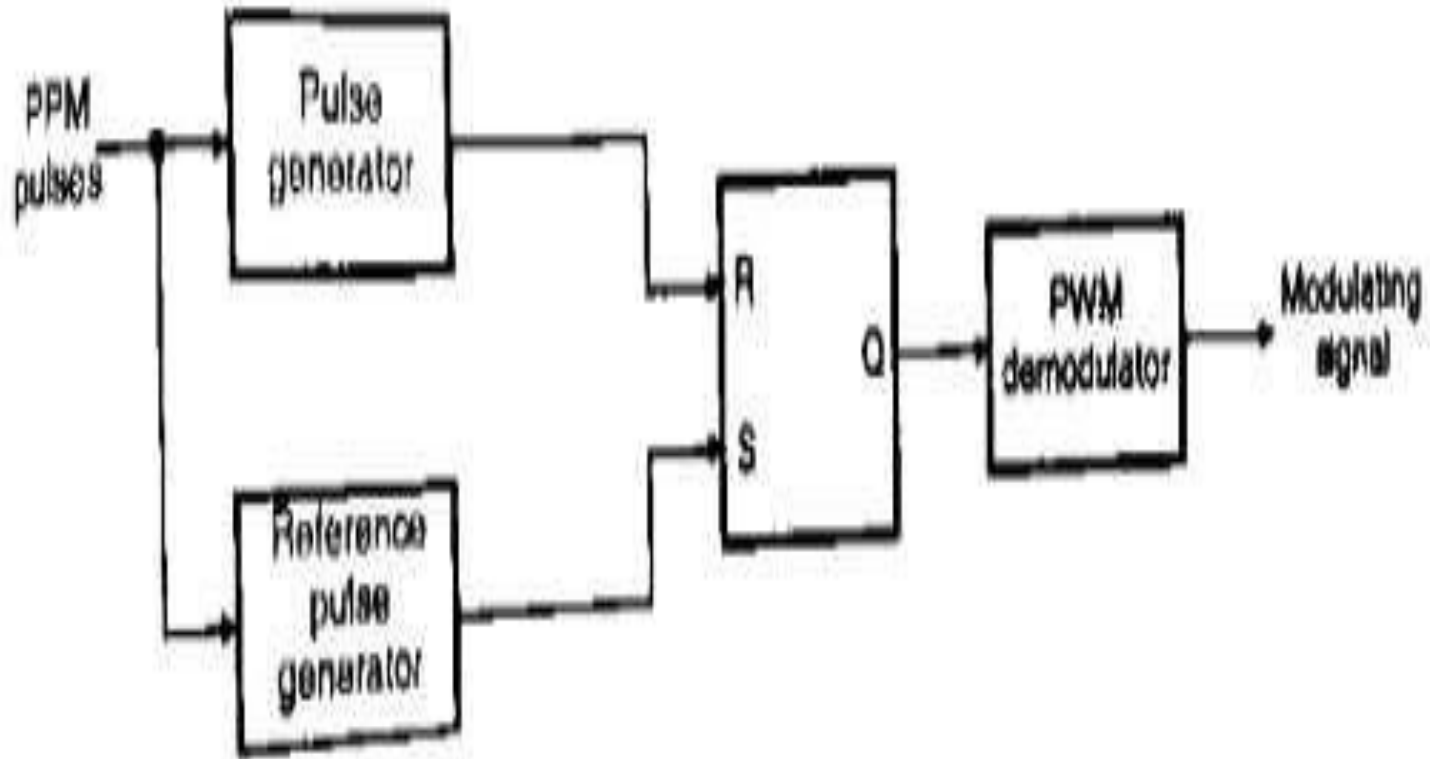 PPM
pulses
Pulse
generator
R
S
Q
PWM
demodulator
Modulating
signal
Reference
pulse
generator